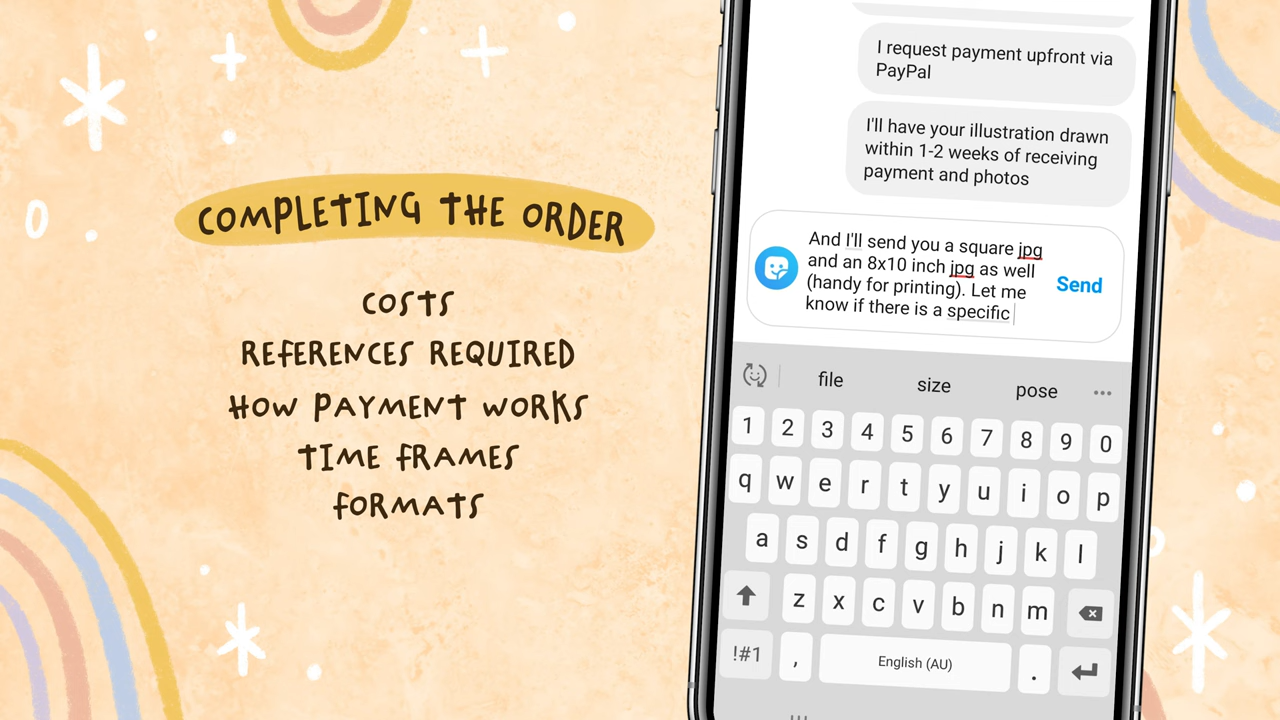 COMPLETING THE ORDER
COSTS
REFERENCES REQUIRED
HOW PAYMENT WORKS
TIME FRAMES
FORMATS
I request payment upfront via
PayPal
I'll have your illustration drawn
within 1-2 weeks of receiving
payment and photos
And I'll send you a square jpg
and an 8x10 inch jpg as well
(handy for printing). Let me
know if there is a specific
Send
file size pose
1 2 3 4 5 6 7 8 9 0
q w e r t y u i o p
a s d f g h j k l
z x c v b n m
!#1 , English (AU) .